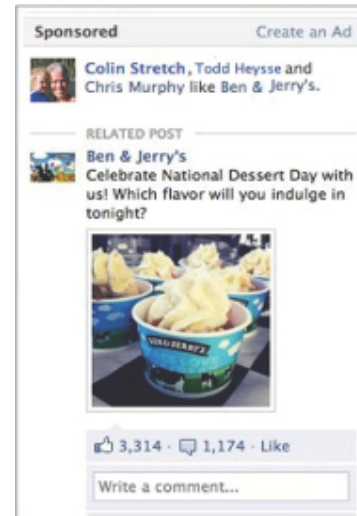 Sponsored Create an Ad
Colin Stretch, Todd Heysse and
Chris Murphy like Ben & Jerry's.
RELATED POST
Ben & Jerry's
Celebrate National Dessert Day with
us! Which flavor will you indulge in
tonight?
BEN & JERRY'S
3,314 · 1,174 · Like
Write a comment...